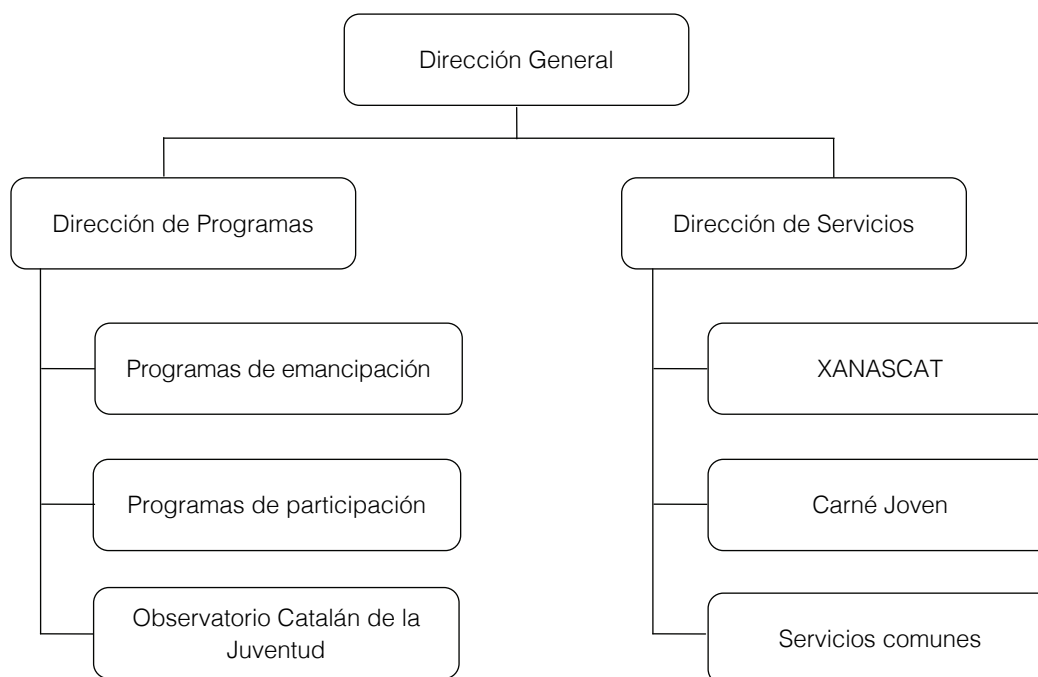 Dirección General
Dirección de Programas
Dirección de Servicios
Programas de emancipación
XANASCAT
Programas de participación
Carné Joven
Observatorio Catalán de la
Juventud
Servicios comunes